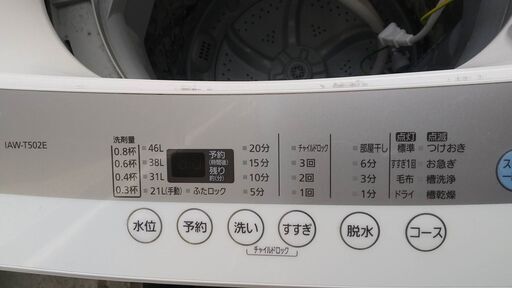 IAW-T502E
洗剤量
0.8杯 46L 予約(時間後) 20分 チャイルドロック 部屋干し 点灯 点滅
0.6杯 38L 残り約(分) 15分 3回 6分 標準 つけおき
0.4杯 31L 10分 2回 3分 すすぎ1回 お急ぎ
0.3杯 21L(手動) ふたロック 5分 1回 1分 毛布 槽洗浄
ドライ 槽乾燥
水位 予約 洗い すすぎ 脱水 コース
チャイルドロック
ス